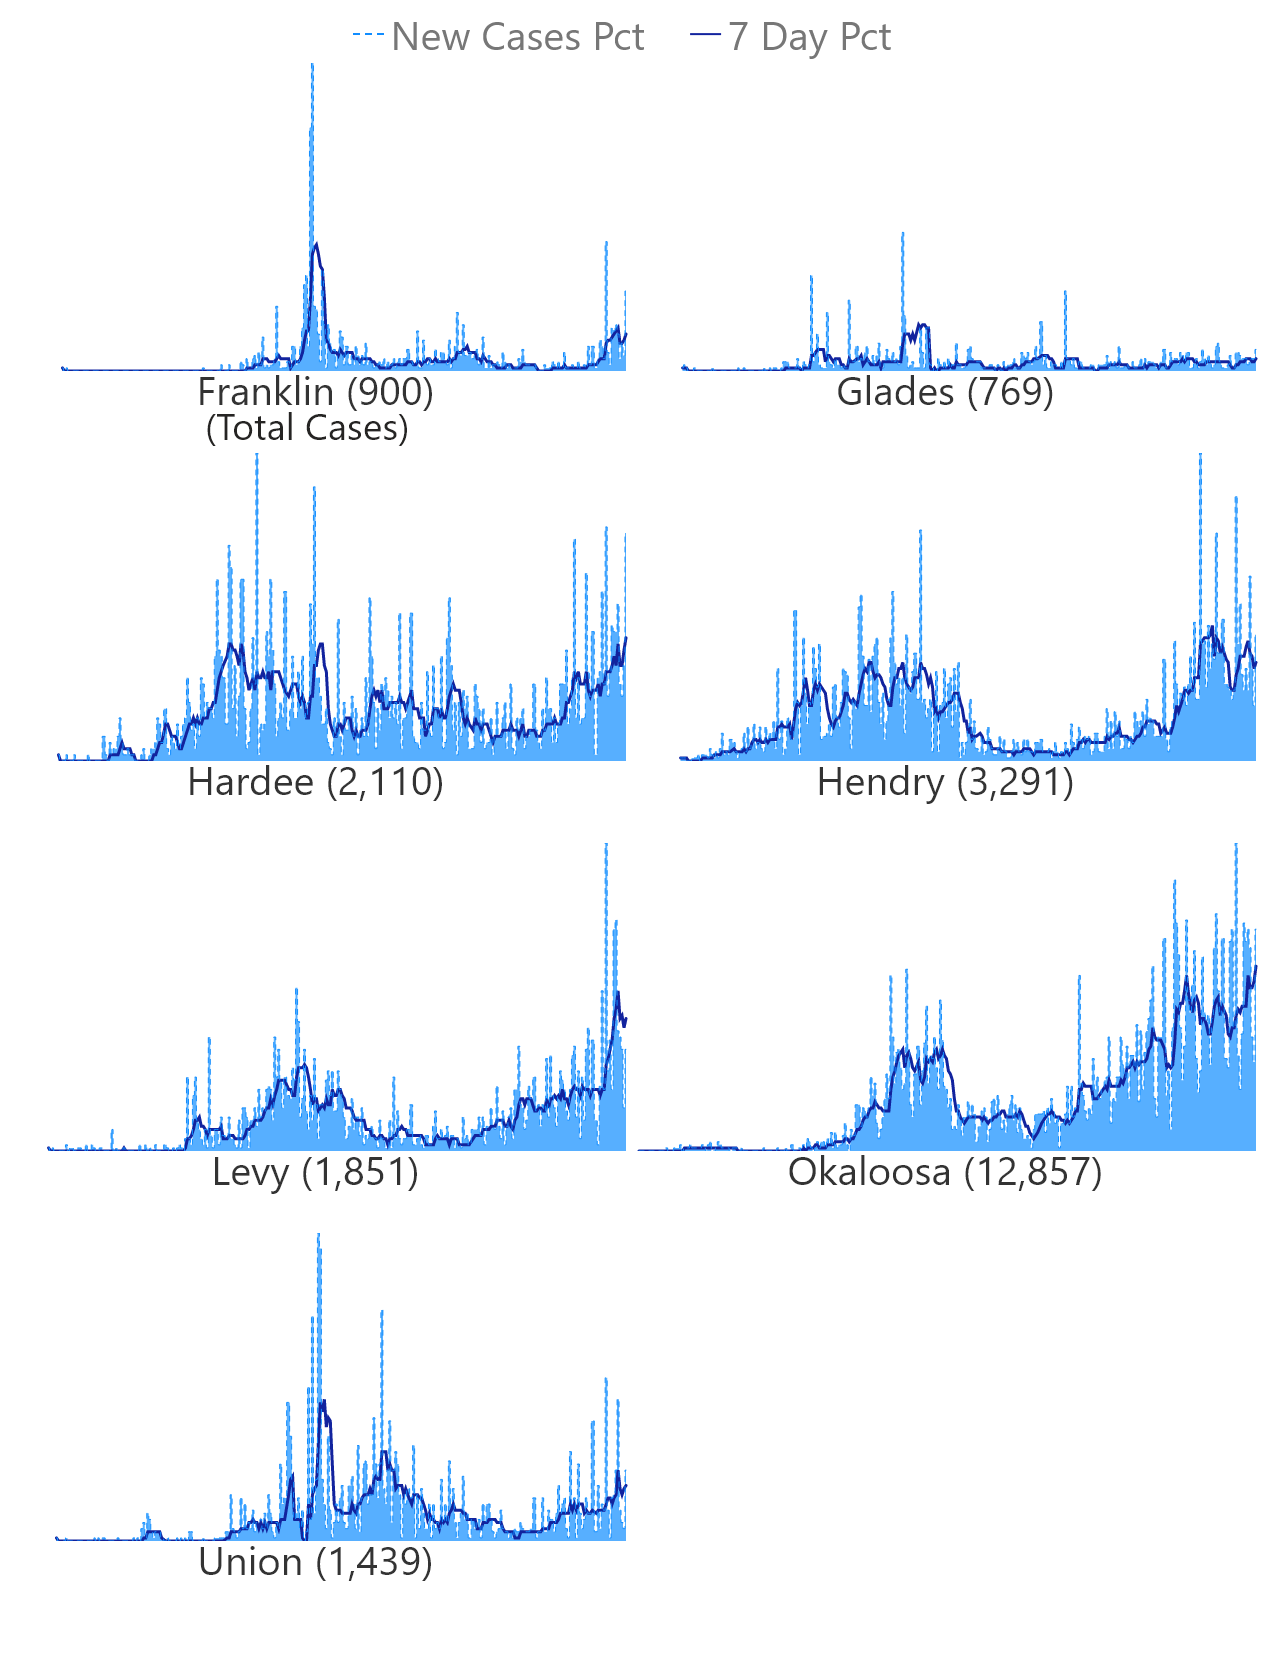 New Cases Pct 7 Day Pct
Franklin (900) Glades (769)
(Total Cases)
Hardee (2,110) Hendry (3,291)
Levy (1,851) Okaloosa (12,857)
Union (1,439)